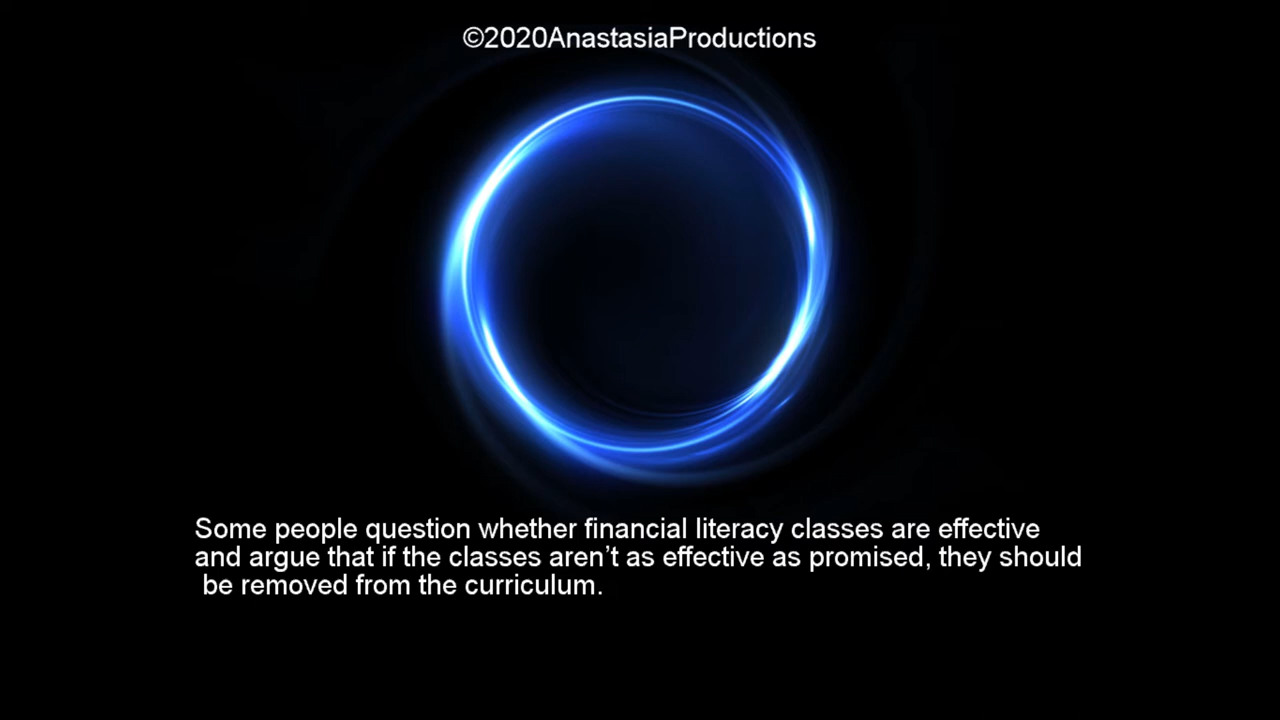 ©2020AnastasiaProductions
Some people question whether financial literacy classes are effective
and argue that if the classes aren’t as effective as promised, they should
be removed from the curriculum.